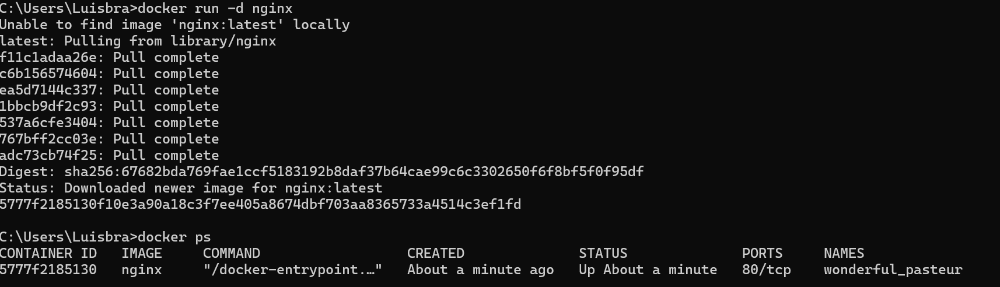 C:\Users\Luisbra>docker run -d nginx
Unable to find image 'nginx:latest' locally
latest: Pulling from library/nginx
f11c1adaa26e: Pull complete
c6b156574604: Pull complete
ea5d7144c337: Pull complete
1bbcb9df2c93: Pull complete
537a6cfe3404: Pull complete
767bff2cc03e: Pull complete
adc73cb74f25: Pull complete
Digest: sha256:67682bda769fae1ccf5183192b8daf37b64cae99c6c3302650f6f8bf5f0f95df
Status: Downloaded newer image for nginx:latest
5777f2185130f10e3a90a18c3f7ee405a8674dbf703aa8365733a4514c3ef1fd
C:\Users\Luisbra>docker ps
CONTAINER ID   IMAGE     COMMAND                  CREATED              STATUS              PORTS     NAMES
5777f2185130   nginx     "/docker-entrypoint.…"   About a minute ago   Up About a minute   80/tcp    wonderful_pasteur